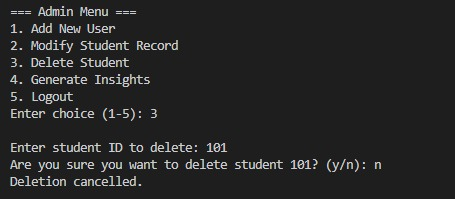 === Admin Menu ===
1. Add New User
2. Modify Student Record
3. Delete Student
4. Generate Insights
5. Logout
Enter choice (1-5): 3
Enter student ID to delete: 101
Are you sure you want to delete student 101? (y/n): n
Deletion cancelled.